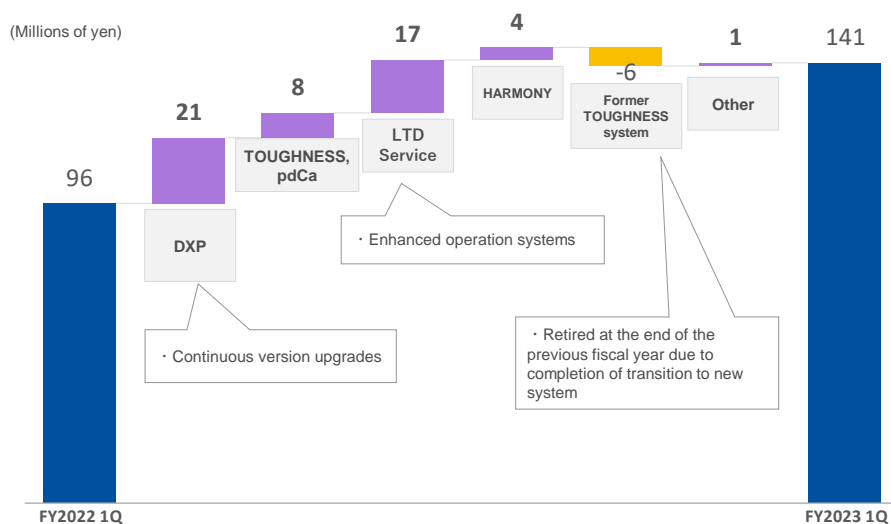 (Millions of yen)
96
21
8
17
4
-6
1
141
DXP
TOUGHNESS,
pdCa
LTD
Service
HARMONY
Former
TOUGHNESS
system
Other
・Enhanced operation systems
・Continuous version upgrades
・Retired at the end of the
previous fiscal year due to
completion of transition to new
system
FY2022 1Q
FY2023 1Q